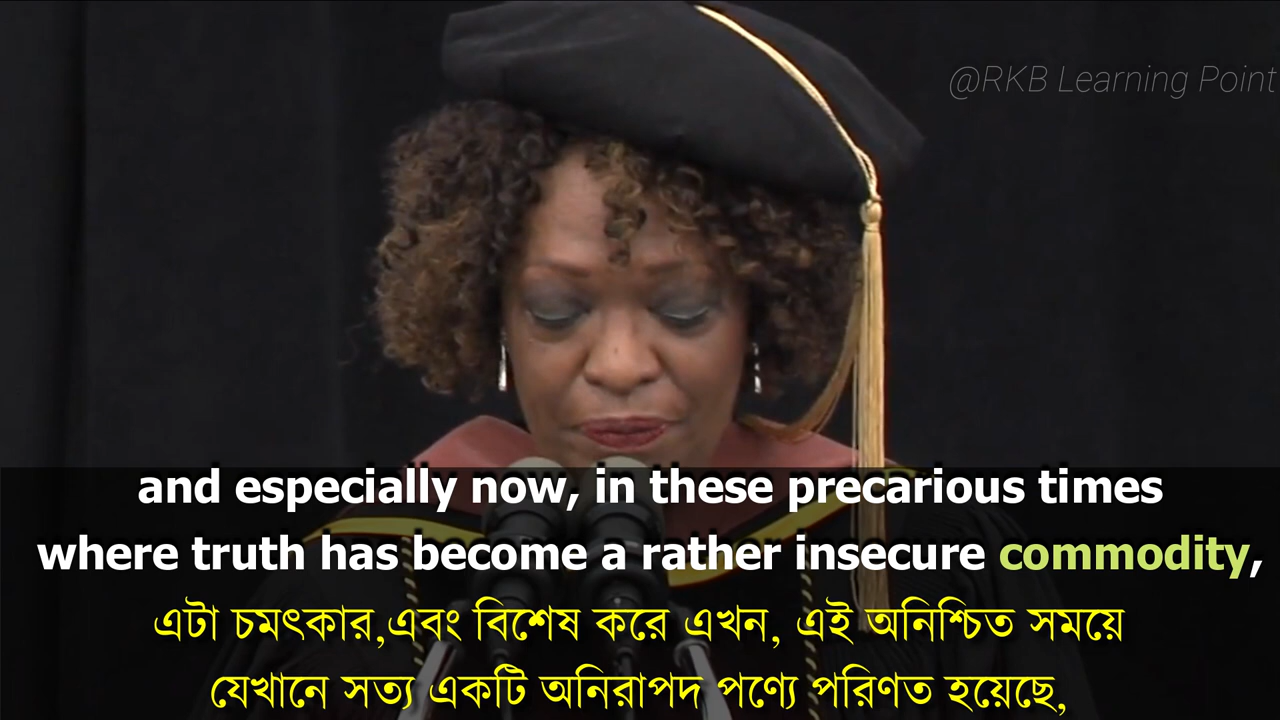 @RKB Learning Point
and especially now, in these precarious times
where truth has become a rather insecure commodity,
এটা চমৎকার,এবং বিশেষ করে এখন, এই অনিশ্চিত সময়ে
যেখানে সত্য একটি অনিরাপদ পণ্যে পরিণত হয়েছে,